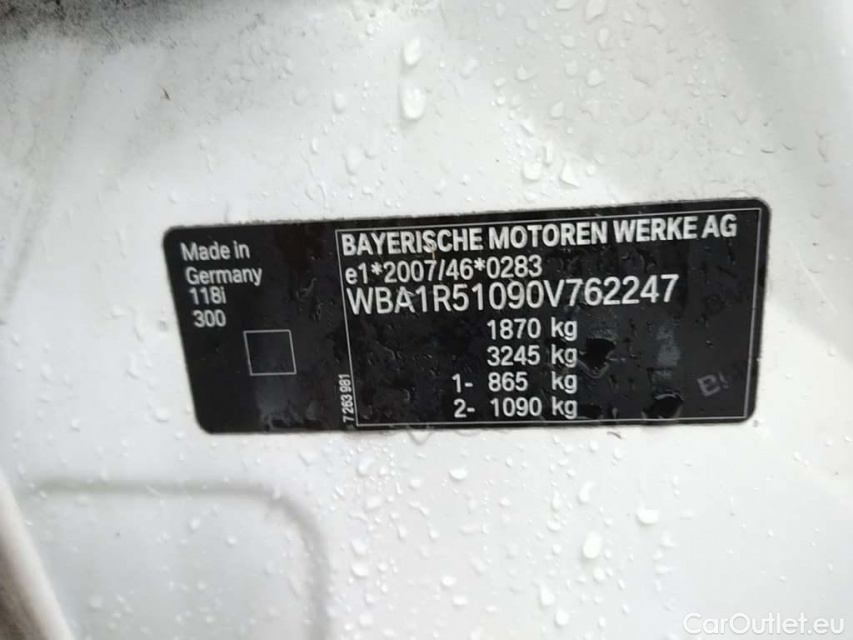 Made in
Germany
118i
300
7 263 981
BAYERISCHE MOTOREN WERKE AG
e1*2007/46*0283
WBA1R51090V762247
1870 kg
3245 kg
1- 865 kg
2- 1090 kg
CarOutlet.eu